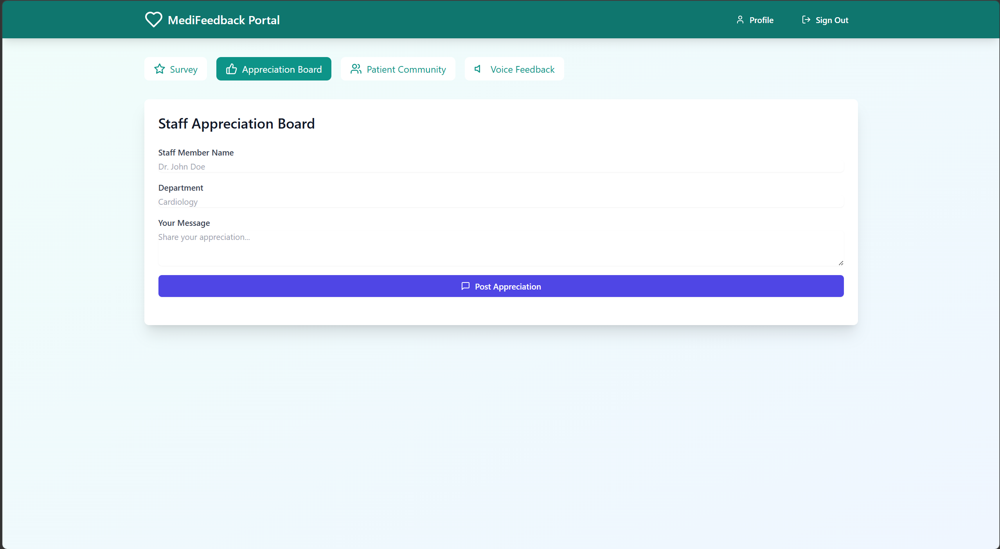 MediFeedback Portal
Profile
Sign Out
Survey
Appreciation Board
Patient Community
Voice Feedback
Staff Appreciation Board
Staff Member Name
Dr. John Doe
Department
Cardiology
Your Message
Share your appreciation...
Post Appreciation